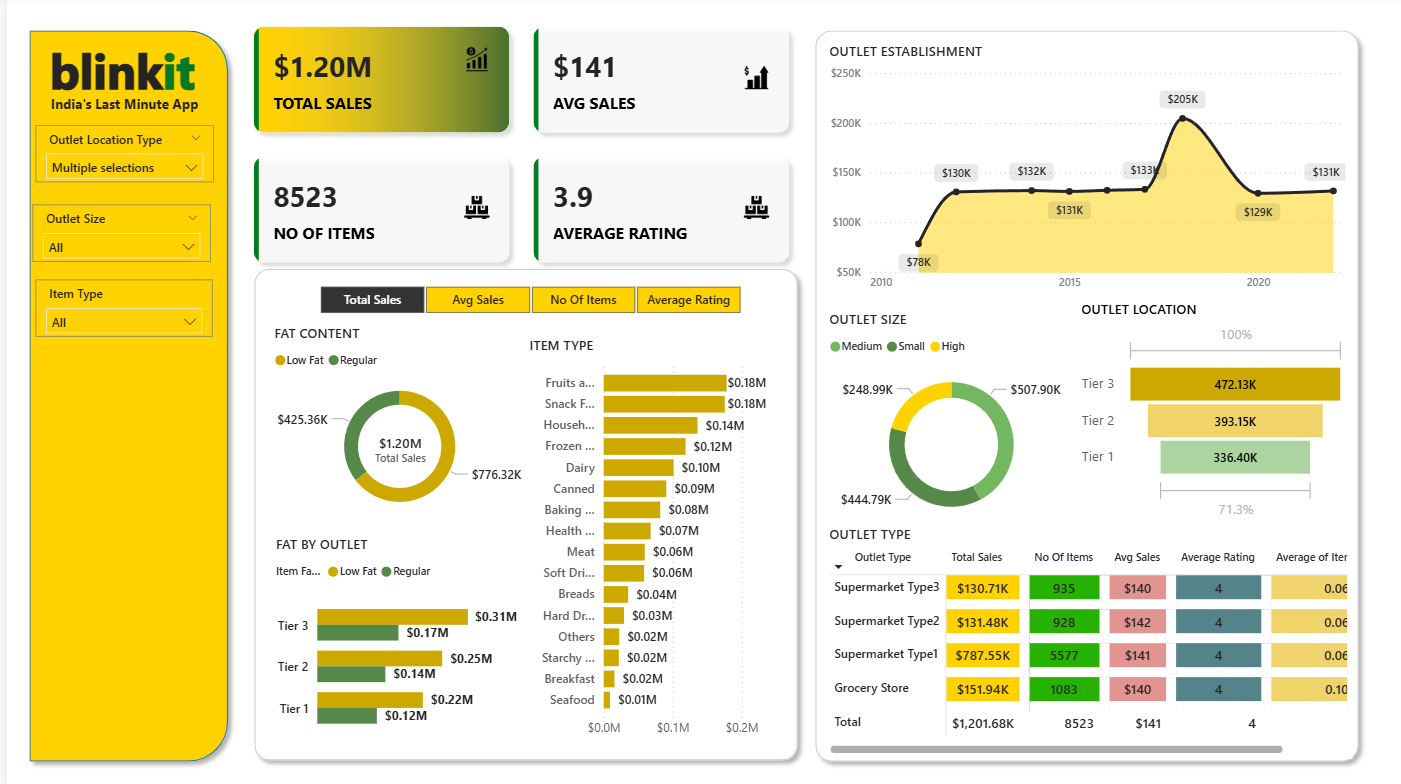 blinkit
India's Last Minute App
Outlet Location Type
Multiple selections
Outlet Size
All
Item Type
All
$1.20M
TOTAL SALES
$141
AVG SALES
8523
NO OF ITEMS
3.9
AVERAGE RATING
Total Sales Avg Sales No Of Items Average Rating
FAT CONTENT
Low Fat Regular
$425.36K
$1.20M
Total Sales
$776.32K
FAT BY OUTLET
Item Fa... Low Fat Regular
Tier 3 $0.31M
$0.17M
Tier 2 $0.25M
$0.14M
Tier 1 $0.22M
$0.12M
ITEM TYPE
Fruits a... $0.18M
Snack F... $0.18M
Househ... $0.14M
Frozen ... $0.12M
Dairy $0.10M
Canned $0.09M
Baking ... $0.08M
Health ... $0.07M
Meat $0.06M
Soft Dri... $0.06M
Breads $0.04M
Hard Dr... $0.03M
Others $0.02M
Starchy ... $0.02M
Breakfast $0.02M
Seafood $0.01M
$0.0M $0.1M $0.2M
OUTLET ESTABLISHMENT
$250K
$200K
$150K
$100K
$50K
$78K $130K $132K $131K $133K $205K $129K $131K
2010 2015 2020
OUTLET SIZE
Medium Small High
$248.99K
$507.90K
$444.79K
OUTLET LOCATION
100%
Tier 3 472.13K
Tier 2 393.15K
Tier 1 336.40K
71.3%
OUTLET TYPE
Outlet Type Total Sales No Of Items Avg Sales Average Rating Average of Iter
Supermarket Type3 $130.71K 935 $140 4 0.06
Supermarket Type2 $131.48K 928 $142 4 0.06
Supermarket Type1 $787.55K 5577 $141 4 0.06
Grocery Store $151.94K 1083 $140 4 0.10
Total $1,201.68K 8523 $141 4